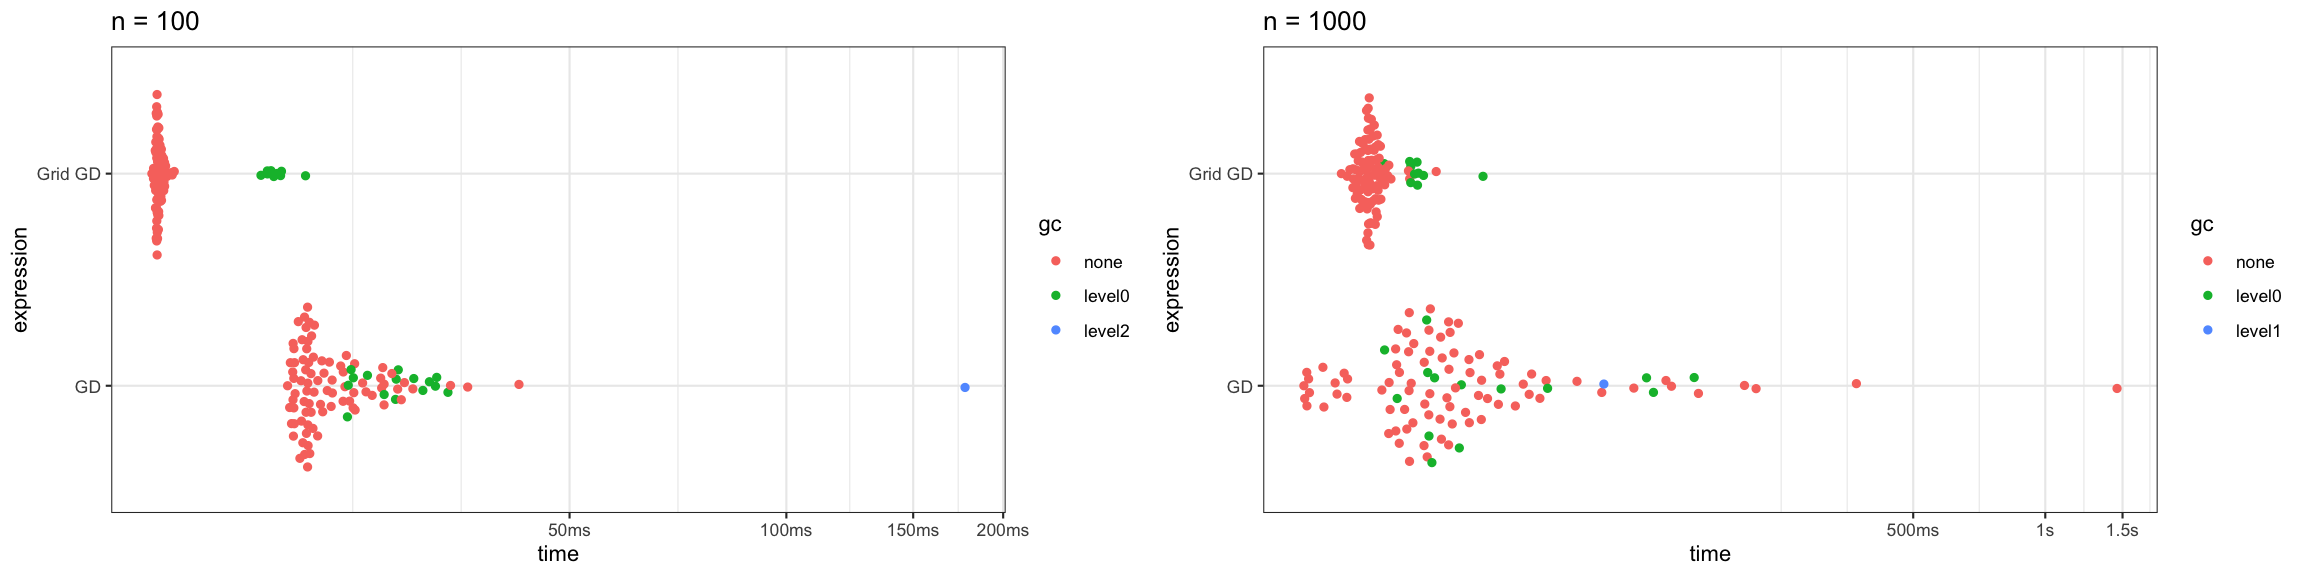 n = 100
Grid GD
GD
expression
50ms
100ms
150ms
200ms
time
gc
none
level0
level2
n = 1000
Grid GD
GD
expression
500ms
1s
1.5s
time
gc
none
level0
level1